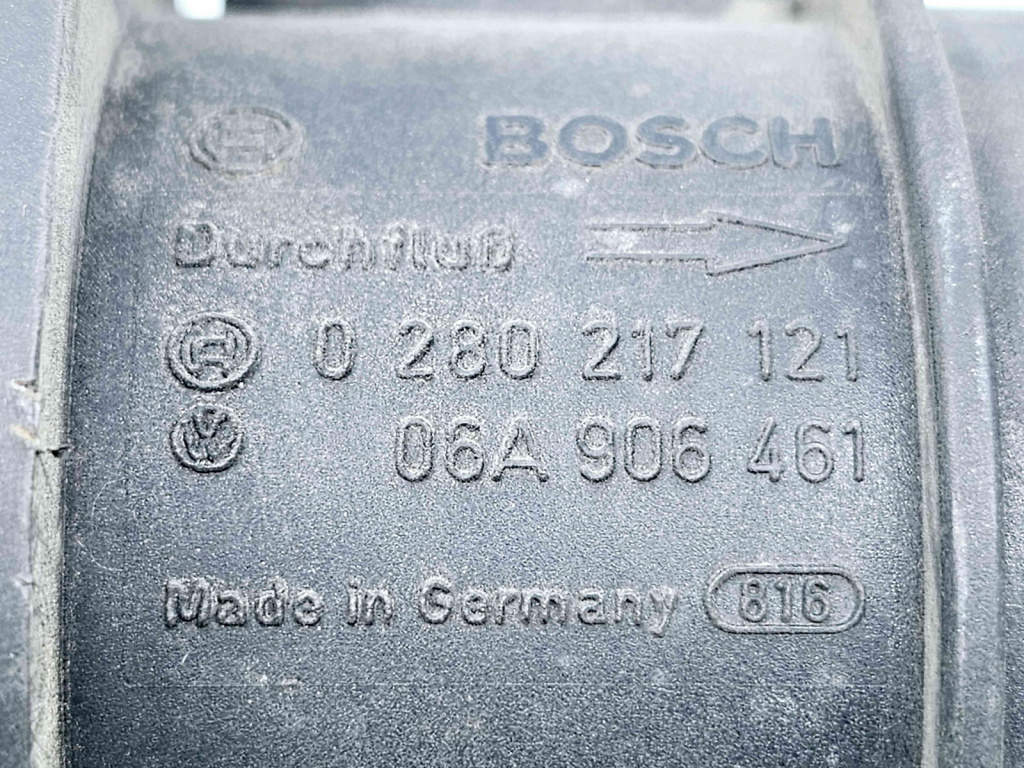 BOSCH
Durchfluß
0 280 217 121
06A 906 461
Made in Germany 816